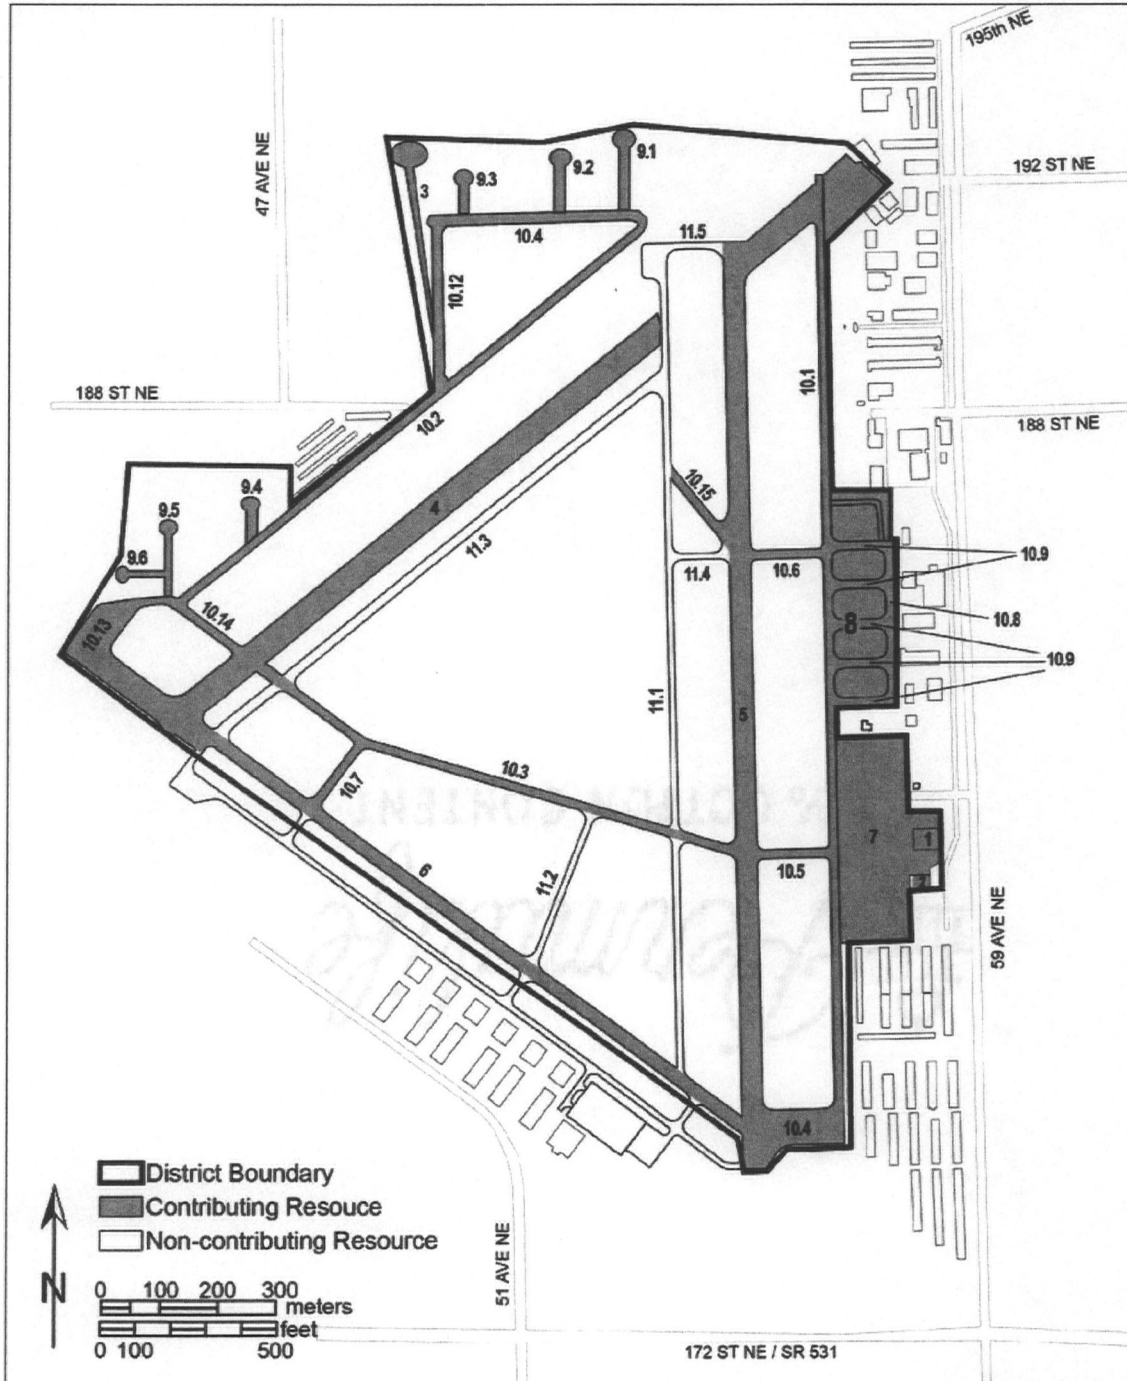 195th NE
47 AVE NE
192 ST NE
9.1
9.2
9.3
3
10.4
11.5
10.12
10.1
188 ST NE
188 ST NE
10.2
10.15
4
11.3
9.4
9.5
9.6
11.4
10.6
10.9
10.8
8
10.9
10.14
10.13
11.1
5
10.3
10.7
7
1
10.5
2
6
11.2
59 AVE NE
10.4
District Boundary
Contributing Resouce
Non-contributing Resource
N
0 100 200 300
meters
feet
0 100 500
51 AVE NE
172 ST NE / SR 531